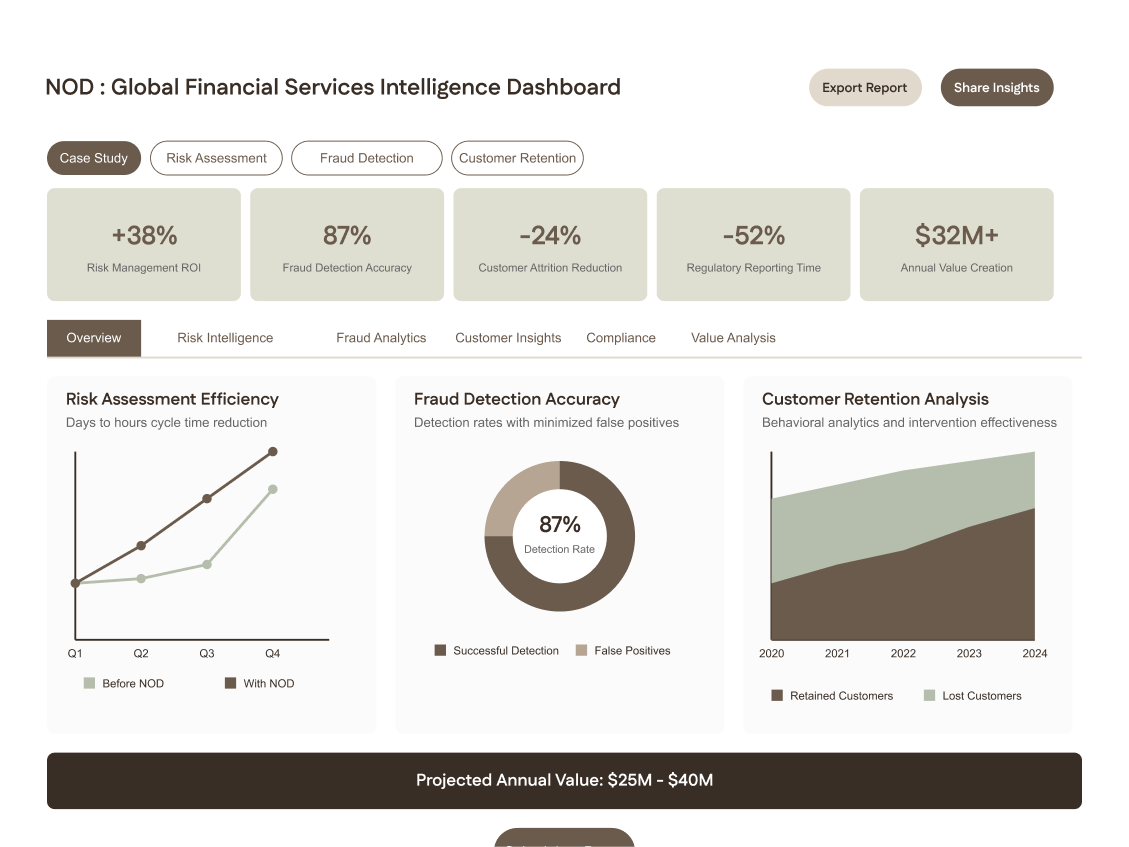 NOD : Global Financial Services Intelligence Dashboard
Export Report
Share Insights
Case Study
Risk Assessment
Fraud Detection
Customer Retention
+38%
Risk Management ROI
87%
Fraud Detection Accuracy
-24%
Customer Attrition Reduction
-52%
Regulatory Reporting Time
$32M+
Annual Value Creation
Overview
Risk Intelligence
Fraud Analytics
Customer Insights
Compliance
Value Analysis
Risk Assessment Efficiency
Days to hours cycle time reduction
Q1
Q2
Q3
Q4
Before NOD
With NOD
Fraud Detection Accuracy
Detection rates with minimized false positives
87%
Detection Rate
Successful Detection
False Positives
Customer Retention Analysis
Behavioral analytics and intervention effectiveness
2020
2021
2022
2023
2024
Retained Customers
Lost Customers
Projected Annual Value: $25M - $40M